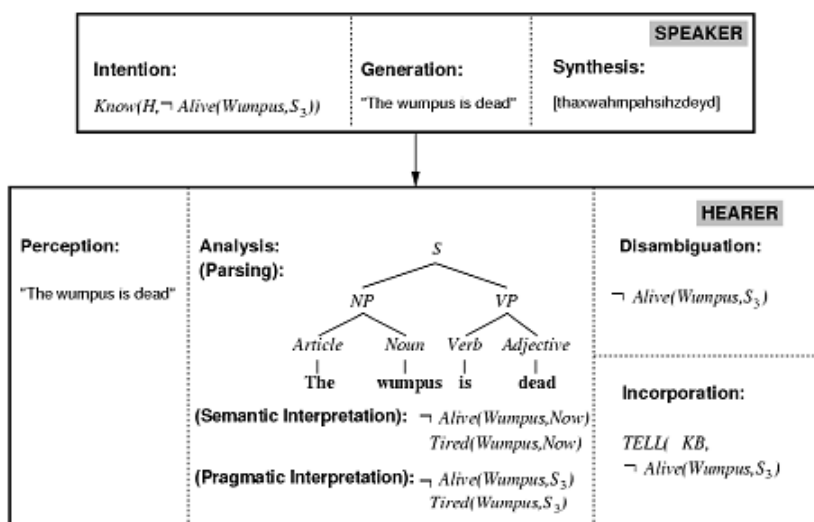 SPEAKER
Intention:
Know(H,¬ Alive(Wumpus,S3))
Generation:
"The wumpus is dead"
Synthesis:
[thaxwahmpahsihzdeyd]
HEARER
Perception:
"The wumpus is dead"
Analysis:
(Parsing):
S
NP VP
Article Noun Verb Adjective
The wumpus is dead
(Semantic Interpretation): ¬ Alive(Wumpus,Now)
Tired(Wumpus,Now)
(Pragmatic Interpretation): ¬ Alive(Wumpus,S3)
Tired(Wumpus,S3)
Disambiguation:
¬ Alive(Wumpus,S3)
Incorporation:
TELL( KB,
¬ Alive(Wumpus,S3)